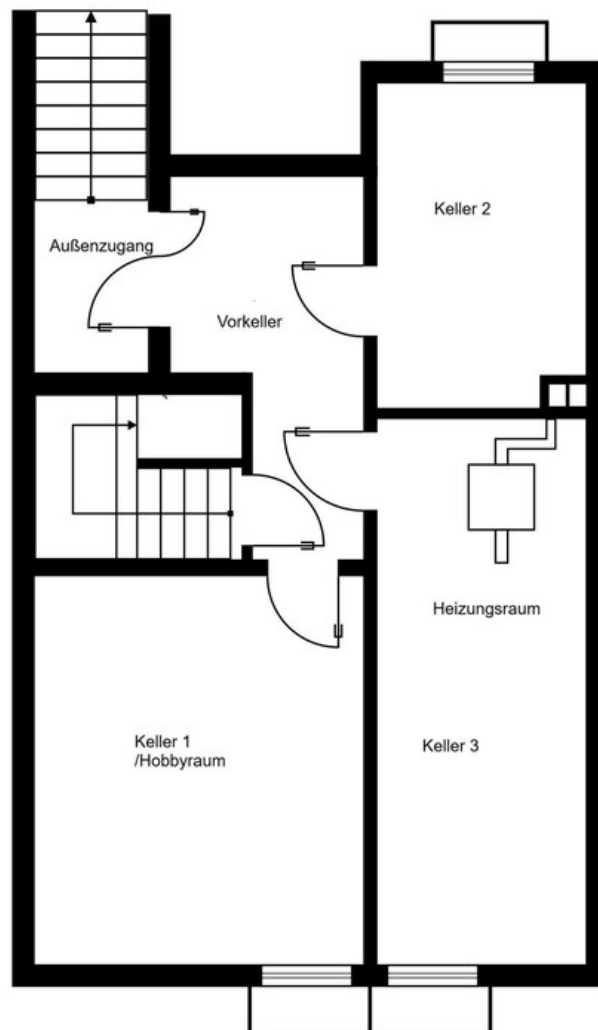 Keller 2
Außenzugang
Vorkeller
Heizungsraum
Keller 1
/Hobbyraum
Keller 3